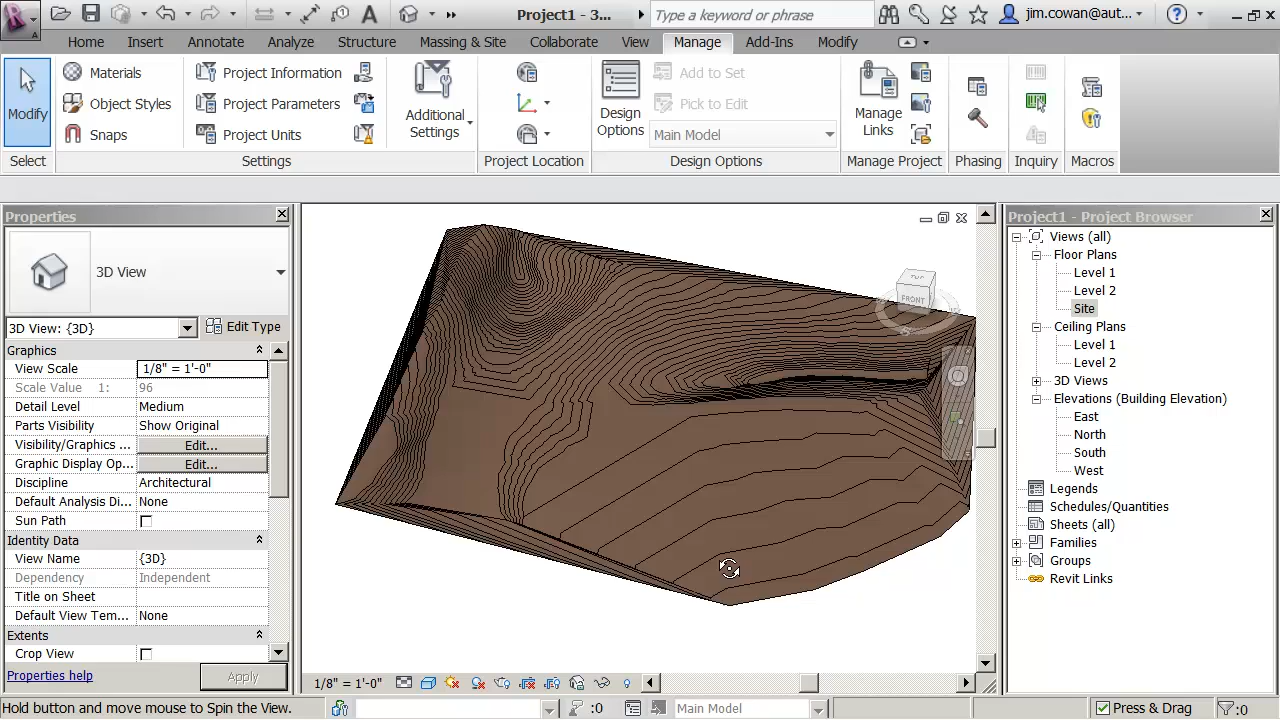 Project1 - 3...
Type a keyword or phrase
jim.cowan@aut...
Home Insert Annotate Analyze Structure Massing & Site Collaborate View Manage Add-Ins Modify
Modify
Materials
Object Styles
Snaps
Project Information
Project Parameters
Project Units
Additional
Settings
Design
Options
Add to Set
Pick to Edit
Main Model
Manage
Links
Select Settings Project Location Design Options Manage Project Phasing Inquiry Macros
Properties
3D View
3D View: {3D}
Edit Type
Graphics
View Scale 1/8" = 1'-0"
Scale Value 1: 96
Detail Level Medium
Parts Visibility Show Original
Visibility/Graphics ... Edit...
Graphic Display Op... Edit...
Discipline Architectural
Default Analysis Di... None
Sun Path
Identity Data
View Name {3D}
Dependency Independent
Title on Sheet
Default View Tem... None
Extents
Crop View
Properties help
Apply
TOP
FRONT
1/8" = 1'-0"
Project1 - Project Browser
Views (all)
Floor Plans
Level 1
Level 2
Site
Ceiling Plans
Level 1
Level 2
3D Views
Elevations (Building Elevation)
East
North
South
West
Legends
Schedules/Quantities
Sheets (all)
Families
Groups
Revit Links
Hold button and move mouse to Spin the View.
:0
Main Model
Press & Drag
:0